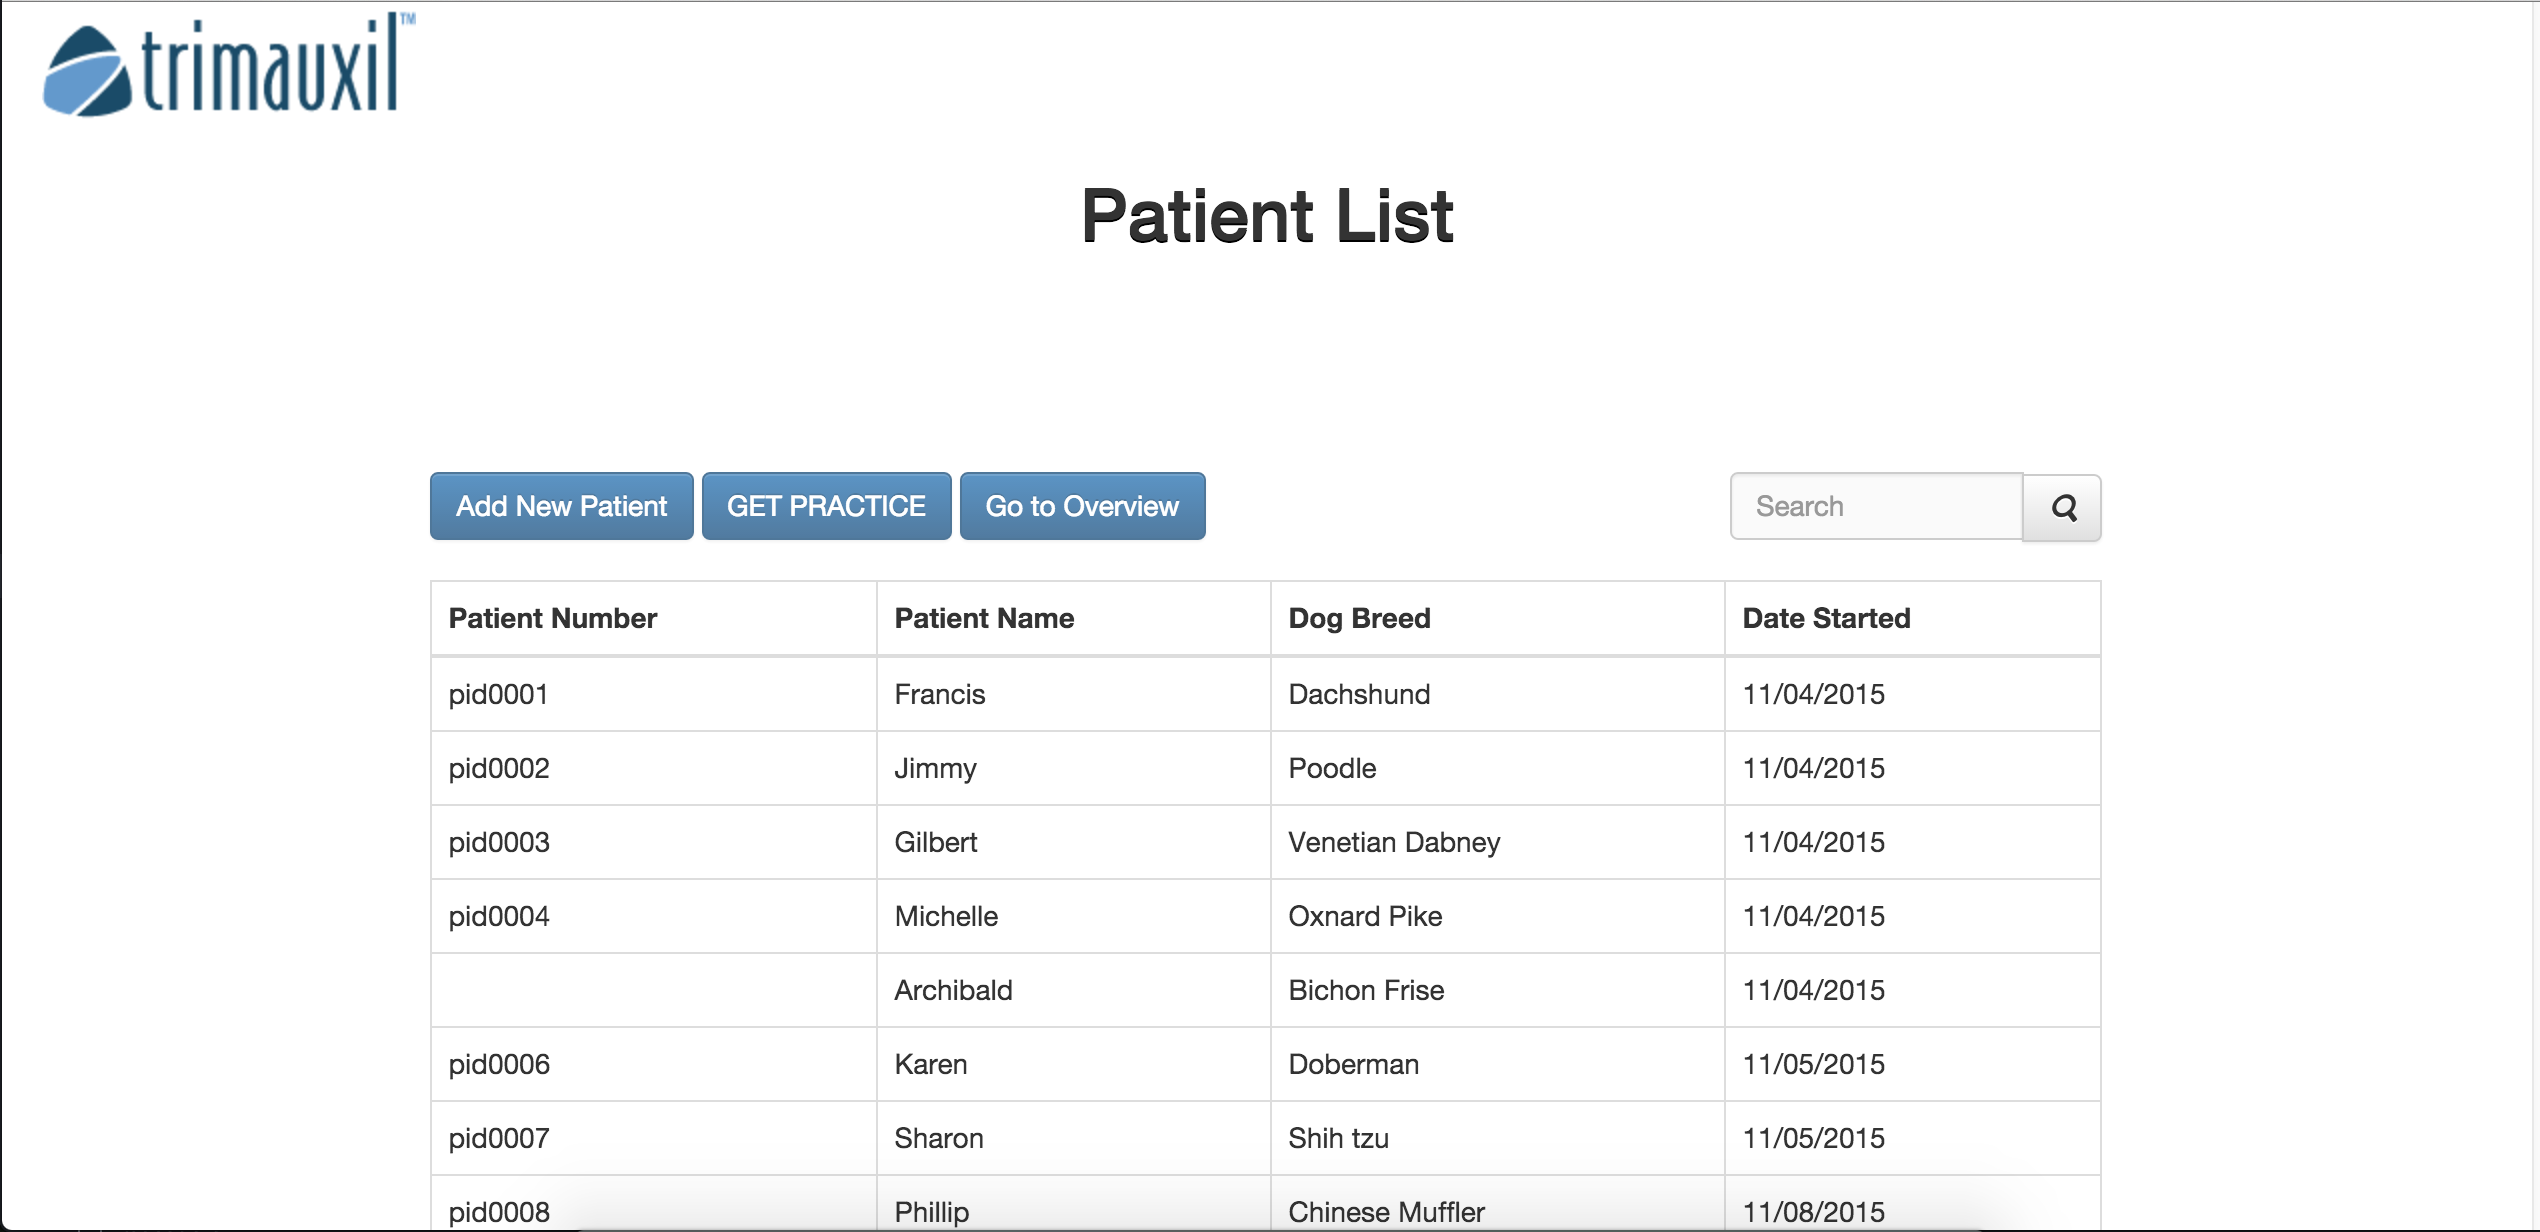 trimauxil™
Patient List
Add New Patient GET PRACTICE Go to Overview Search
Patient Number Patient Name Dog Breed Date Started
pid0001 Francis Dachshund 11/04/2015
pid0002 Jimmy Poodle 11/04/2015
pid0003 Gilbert Venetian Dabney 11/04/2015
pid0004 Michelle Oxnard Pike 11/04/2015
Archibald Bichon Frise 11/04/2015
pid0006 Karen Doberman 11/05/2015
pid0007 Sharon Shih tzu 11/05/2015
pid0008 Phillip Chinese Muffler 11/08/2015